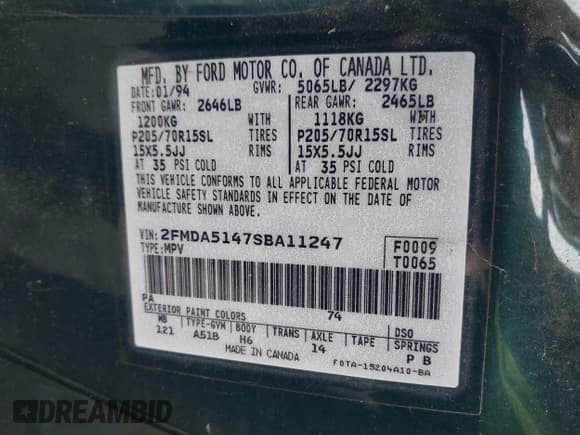 MFD. BY FORD MOTOR CO. OF CANADA LTD.
DATE: 01/94 GVWR: 5065LB/ 2297KG
FRONT GAWR: 2646LB REAR GAWR: 2465LB
1200KG WITH 1118KG WITH
P205/70R15SL TIRES P205/70R15SL TIRES
15X5.5JJ RIMS 15X5.5JJ RIMS
AT 35 PSI COLD AT 35 PSI COLD
THIS VEHICLE CONFORMS TO ALL APPLICABLE FEDERAL MOTOR
VEHICLE SAFETY STANDARDS IN EFFECT ON THE DATE OF
VIN: 2FMDA5147SBA11247 F0009
TYPE: MPV T0065
PA 74
EXTERIOR PAINT COLORS DSO
WB TYPE-GVW BODY TRANS AXLE TAPE SPRINGS
121 A51B H6 14 P B
MADE IN CANADA F0TA-15204A10-BA
DREAMBID